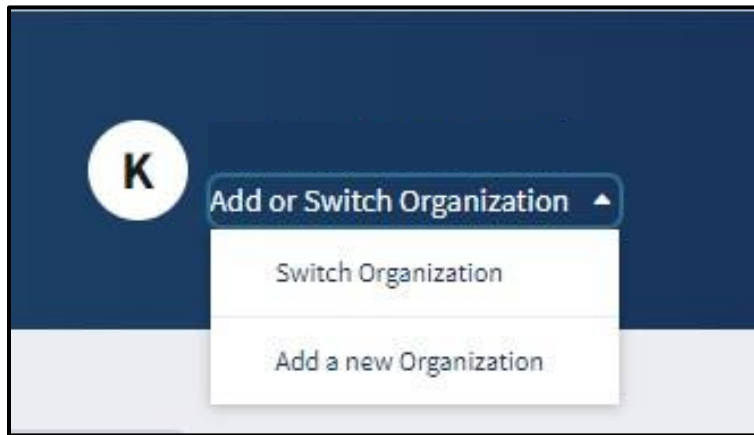 K
Add or Switch Organization
Switch Organization
Add a new Organization